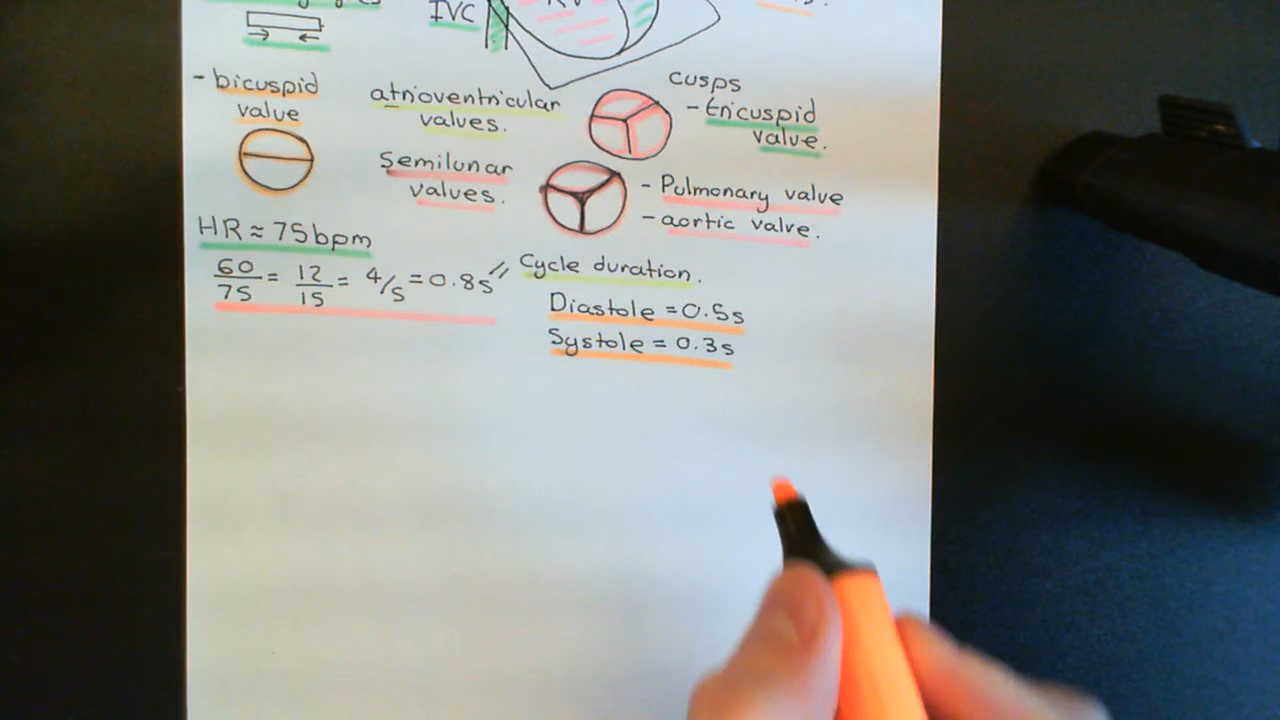 IVC
- bicuspid
valve
atrioventricular
valves.
cusps
- tricuspid
valve.
Semilunar
valves.
- Pulmonary valve
- aortic valve.
HR ≈ 75bpm
60/75 = 12/15 = 4/5 = 0.8s //
Cycle duration.
Diastole = 0.5s
Systole = 0.3s